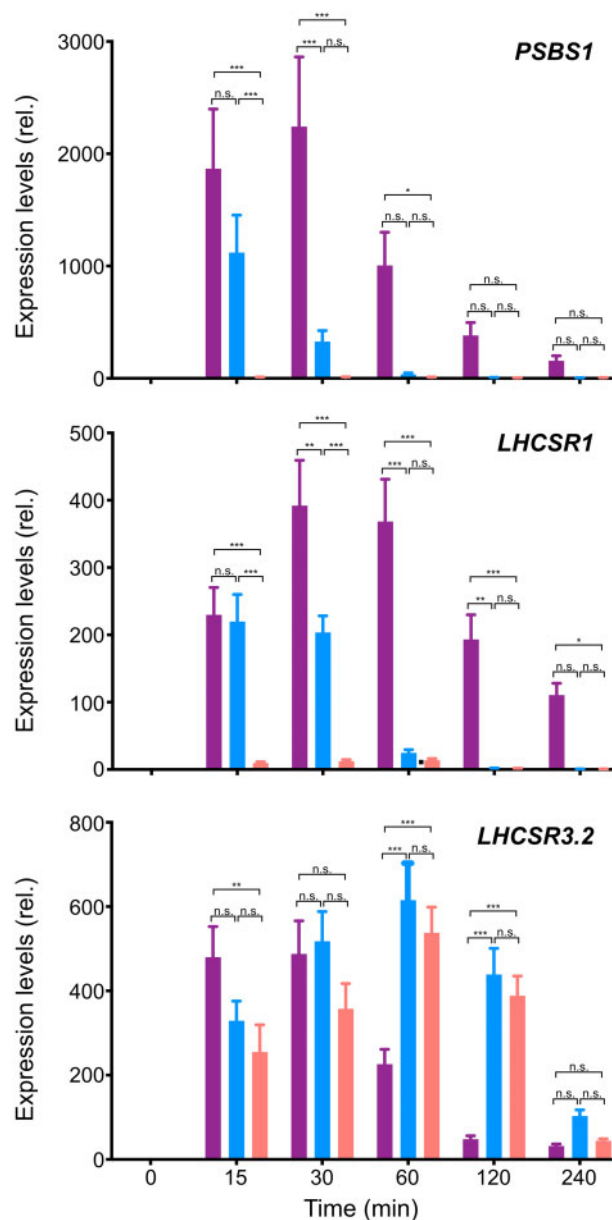 PSBS1
Expression levels (rel.)
3000
2000
1000
0
***
n.s. ***
***
*** n.s.
*
n.s. n.s.
n.s.
n.s. n.s.
n.s.
n.s. n.s.
LHCSR1
Expression levels (rel.)
500
400
300
200
100
0
***
n.s. ***
***
** ***
***
*** n.s.
***
** n.s.
*
n.s. n.s.
LHCSR3.2
Expression levels (rel.)
800
600
400
200
0
**
n.s. n.s.
n.s.
n.s. n.s.
***
*** n.s.
***
*** n.s.
n.s.
n.s. n.s.
0 15 30 60 120 240
Time (min)